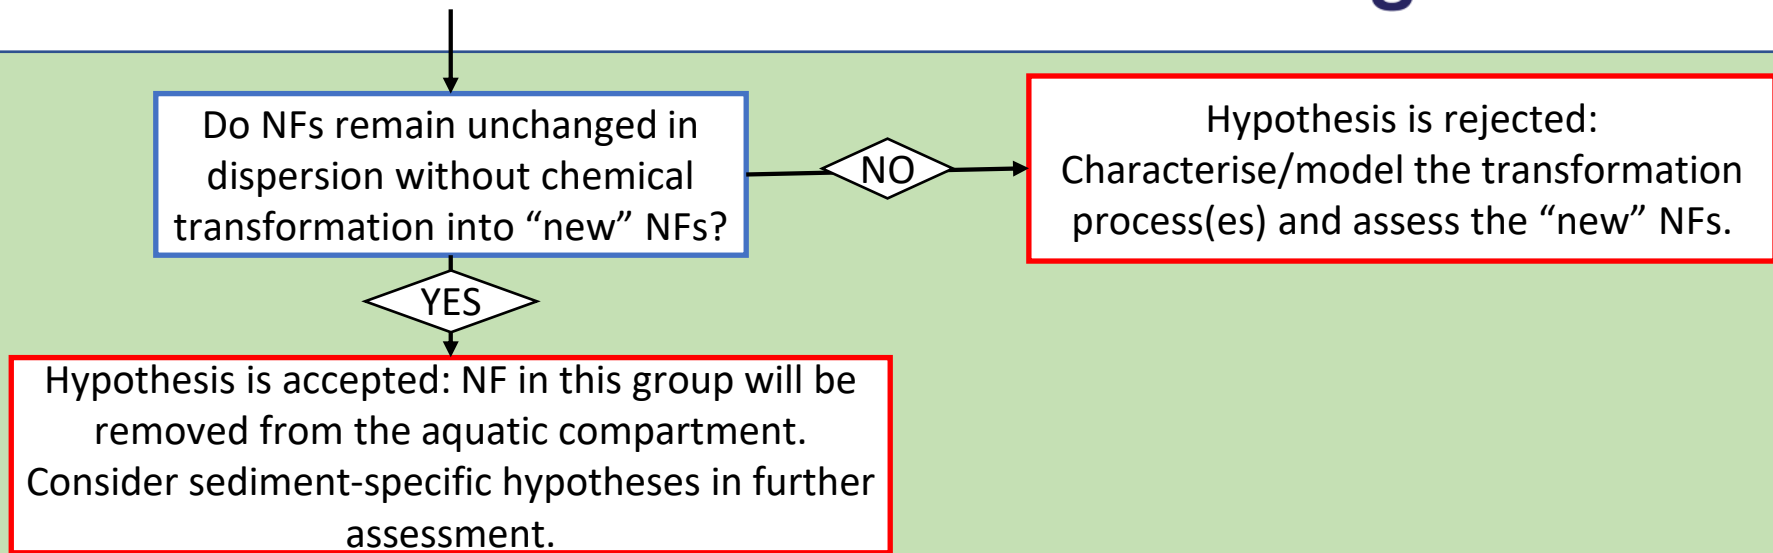 Do NFs remain unchanged in
dispersion without chemical
transformation into “new” NFs?
NO
Hypothesis is rejected:
Characterise/model the transformation
process(es) and assess the “new” NFs.
YES
Hypothesis is accepted: NF in this group will be
removed from the aquatic compartment.
Consider sediment-specific hypotheses in further
assessment.